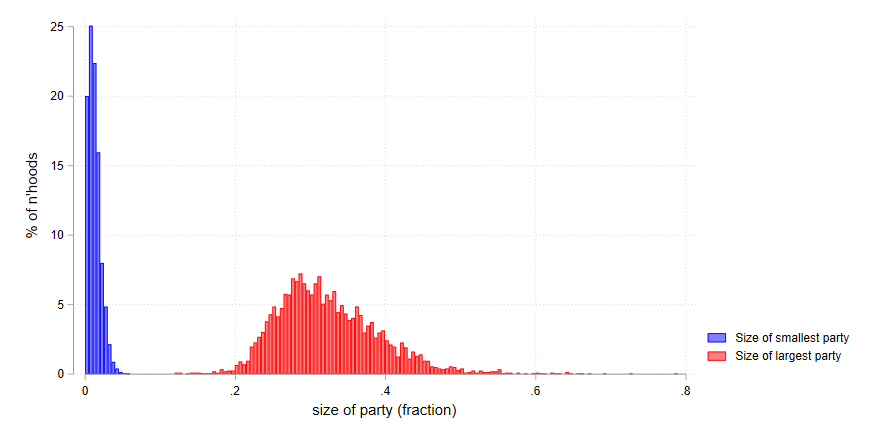 25
20
15
10
5
0
% of n'hoods
0 .2 .4 .6 .8
size of party (fraction)
Size of smallest party
Size of largest party